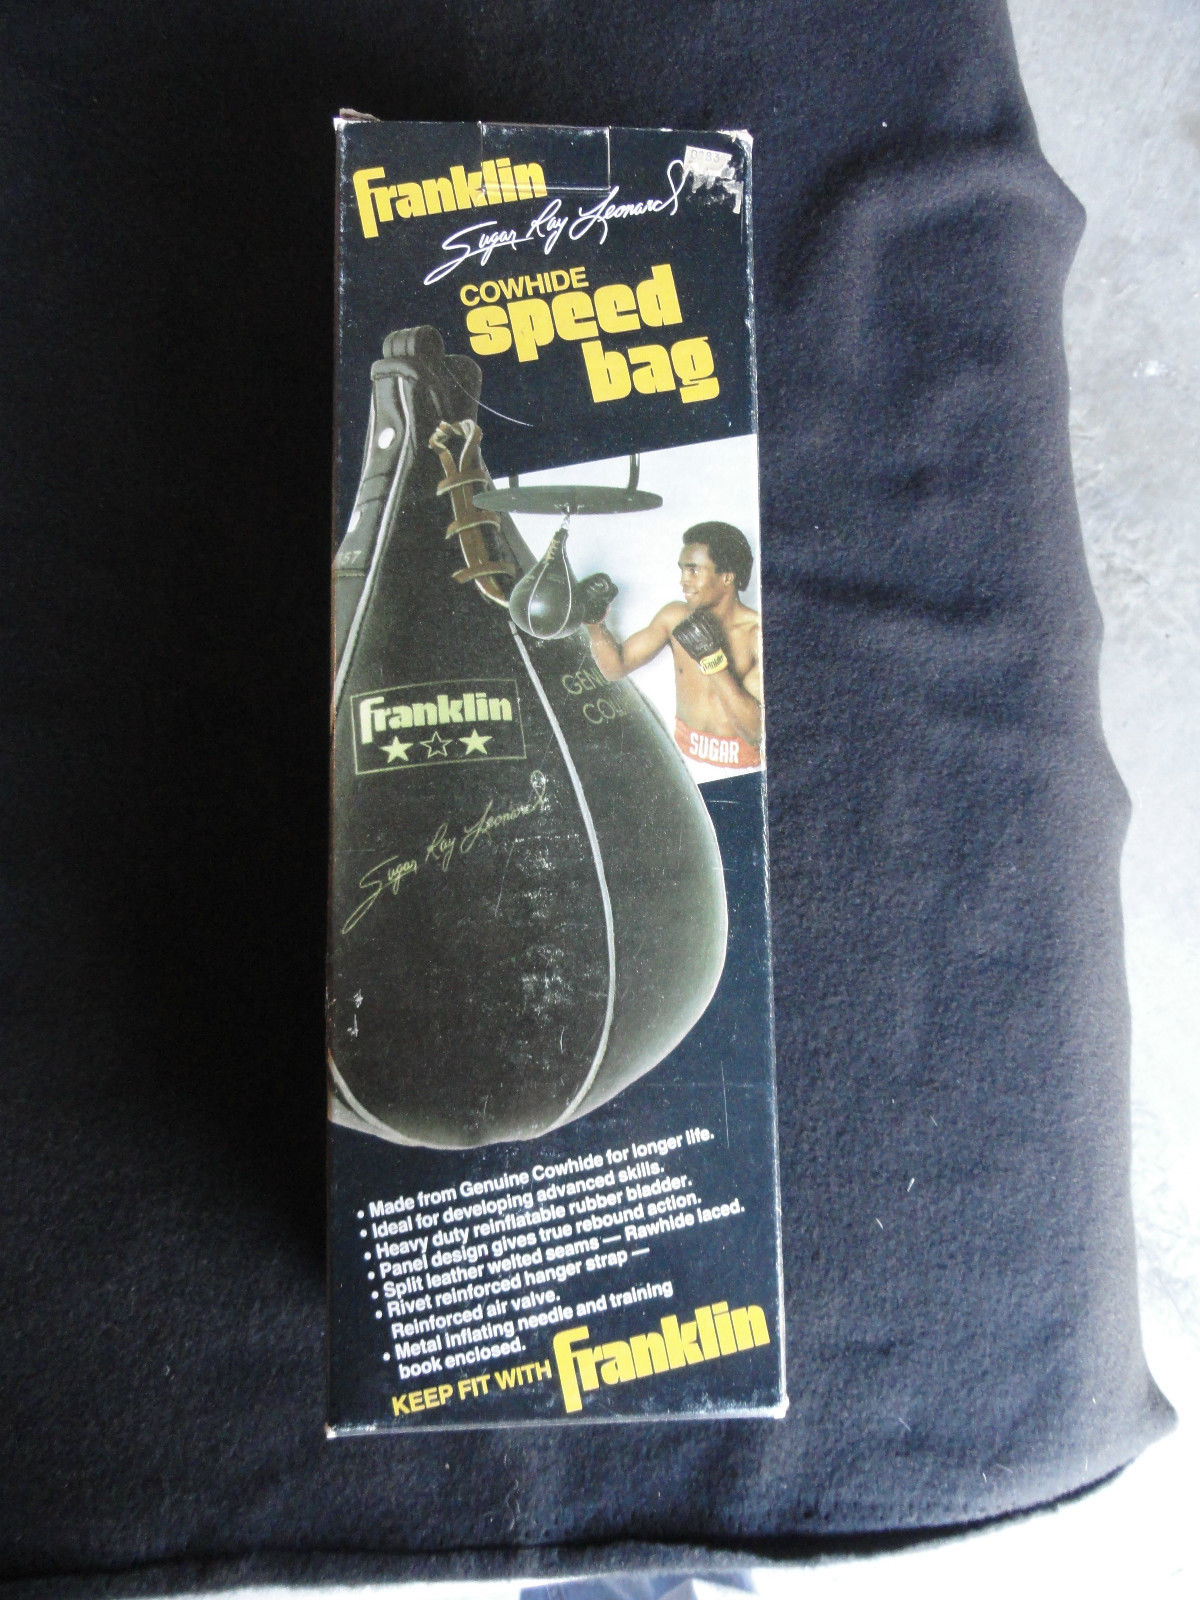 Franklin
0783
Sugar Ray Leonard
COWHIDE
speed
bag
Franklin
Sugar Ray Leonard
SUGAR
• Made from Genuine Cowhide for longer life.
• Ideal for developing advanced skills.
• Heavy duty reinflatable rubber bladder.
• Panel design gives true rebound action.
• Split leather welted seams — Rawhide laced.
• Rivet reinforced hanger strap —
Reinforced air valve.
• Metal inflating needle and training
book enclosed.
KEEP FIT WITH Franklin